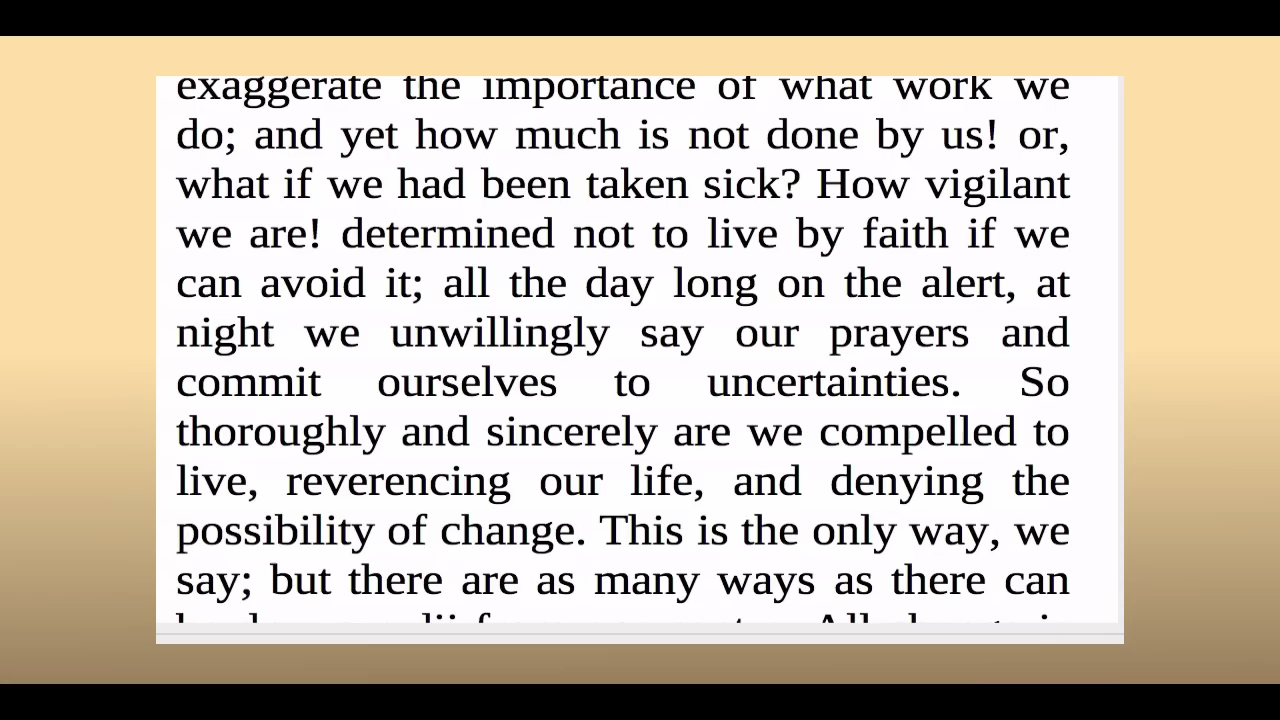 exaggerate the importance of what work we
do; and yet how much is not done by us! or,
what if we had been taken sick? How vigilant
we are! determined not to live by faith if we
can avoid it; all the day long on the alert, at
night we unwillingly say our prayers and
commit ourselves to uncertainties. So
thoroughly and sincerely are we compelled to
live, reverencing our life, and denying the
possibility of change. This is the only way, we
say; but there are as many ways as there can